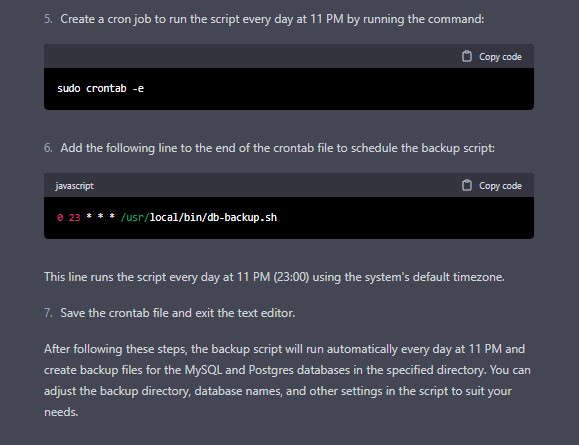 5. Create a cron job to run the script every day at 11 PM by running the command:
Copy code
sudo crontab -e
6. Add the following line to the end of the crontab file to schedule the backup script:
javascript
Copy code
0 23 * * * /usr/local/bin/db-backup.sh
This line runs the script every day at 11 PM (23:00) using the system's default timezone.
7. Save the crontab file and exit the text editor.
After following these steps, the backup script will run automatically every day at 11 PM and
create backup files for the MySQL and Postgres databases in the specified directory. You can
adjust the backup directory, database names, and other settings in the script to suit your
needs.